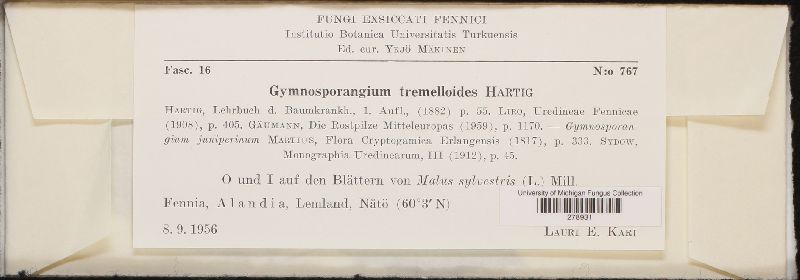 FUNGI EXSICCATI FENNICI
Institutio Botanica Universitatis Turkuensis
Ed. cur. YRJÖ MÄKINEN
Fasc. 16 N:o 767
Gymnosporangium tremelloides HARTIG
HARTIG, Lehrbuch d. Baumkrankh., 1. Aufl., (1882) p. 55. LIRO, Uredineae Fennicae
(1908), p. 405. GÄUMANN, Die Rostpilze Mitteleuropas (1959), p. 1170. — Gymnosporan
gium juniperinum MARTIUS, Flora Cryptogamica Erlangensis (1817), p. 333. SYDOW,
Monographia Uredinearum, III (1912), p. 45.
O und I auf den Blättern von Malus sylvestris (L.) Mill.
Fennia, Alandia, Lemland, Nåtö (60°3′ N)
University of Michigan Fungus Collection
278931
8. 9. 1956 LAURI E. KARI